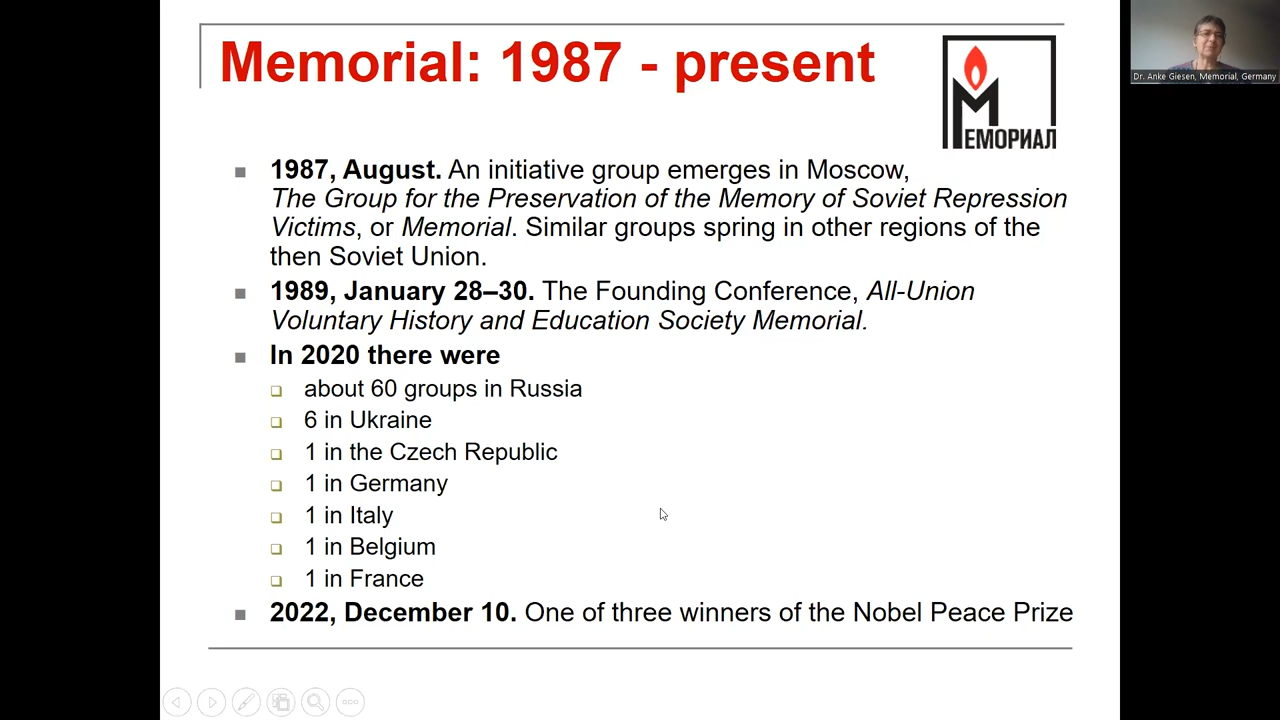 Memorial: 1987 - present
МЕМОРИАЛ
Dr. Anke Giesen, Memorial, Germany
1987, August. An initiative group emerges in Moscow,
The Group for the Preservation of the Memory of Soviet Repression
Victims, or Memorial. Similar groups spring in other regions of the
then Soviet Union.
1989, January 28–30. The Founding Conference, All-Union
Voluntary History and Education Society Memorial.
In 2020 there were
about 60 groups in Russia
6 in Ukraine
1 in the Czech Republic
1 in Germany
1 in Italy
1 in Belgium
1 in France
2022, December 10. One of three winners of the Nobel Peace Prize